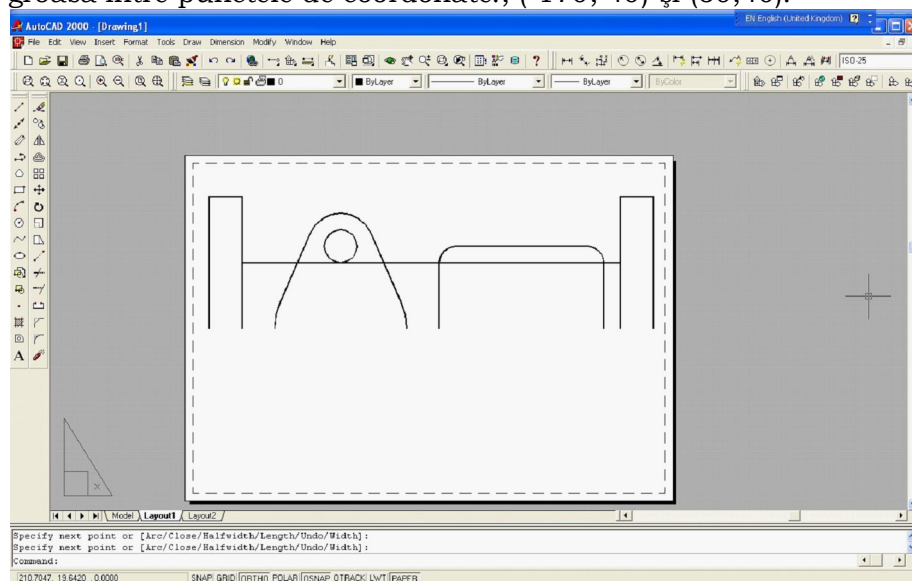 groasă între punctele de coordonate:, (-170, 40) şi (80,40).
AutoCAD 2000 - [Drawing1]
EN English (United Kingdom)
File Edit View Insert Format Tools Draw Dimension Modify Window Help
ISO-25
0 ByLayer ByLayer ByLayer ByColor
A
Model Layout1 Layout2
Specify next point or [Arc/Close/Halfwidth/Length/Undo/Width]:
Specify next point or [Arc/Close/Halfwidth/Length/Undo/Width]:
Command:
210.7047, 19.6420 ,0.0000 SNAP GRID ORTHO POLAR OSNAP OTRACK LWT PAPER